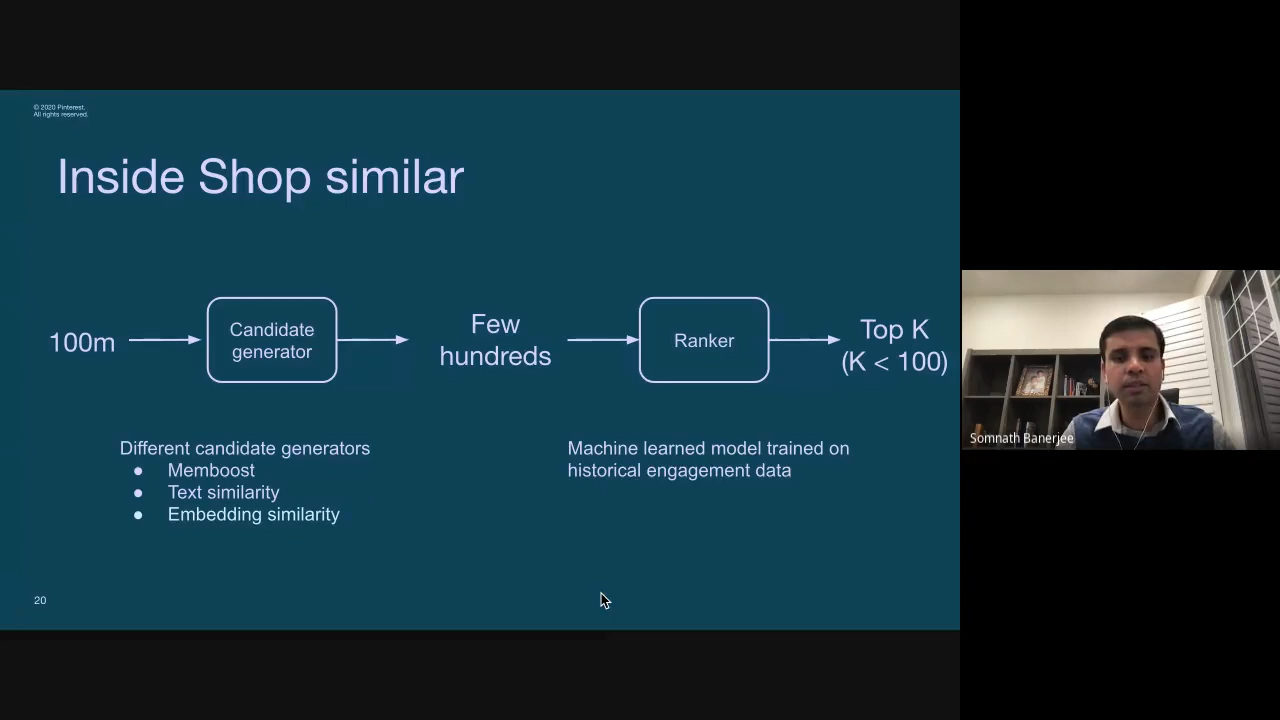 © 2020 Pinterest.
All rights reserved.
Inside Shop similar
100m
Candidate
generator
Few
hundreds
Ranker
Top K
(K < 100)
Different candidate generators
● Memboost
● Text similarity
● Embedding similarity
Machine learned model trained on
historical engagement data
20
Somnath Banerjee